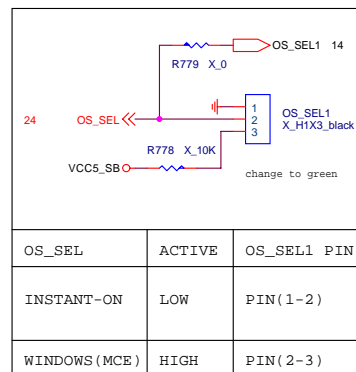 OS_SEL1 14
R779 X_0
24 OS_SEL
1
2
3
OS_SEL1
X_H1X3_black
R778 X_10K
VCC5_SB
change to green
OS_SEL ACTIVE OS_SEL1 PIN
INSTANT-ON LOW PIN(1-2)
WINDOWS(MCE) HIGH PIN(2-3)